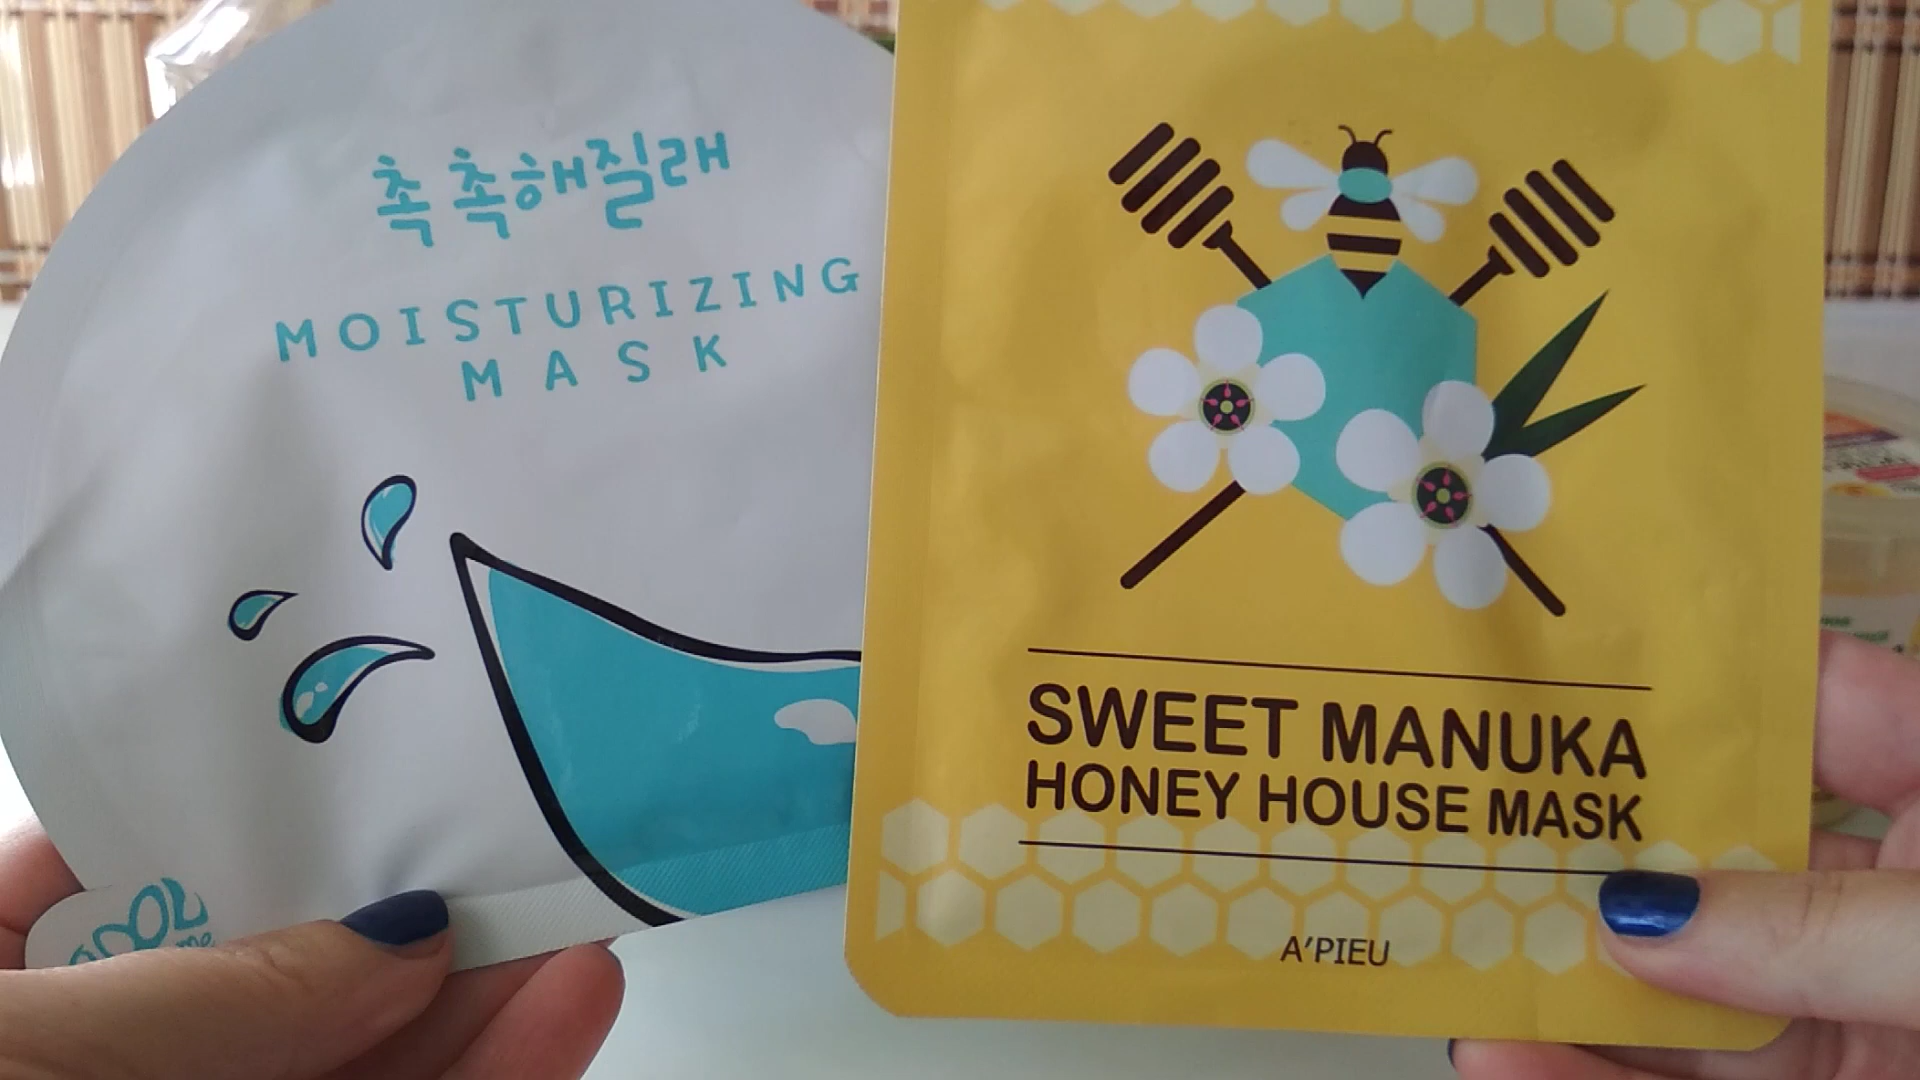 촉촉해질래
MOISTURIZING
MASK
SWEET MANUKA
HONEY HOUSE MASK
A'PIEU